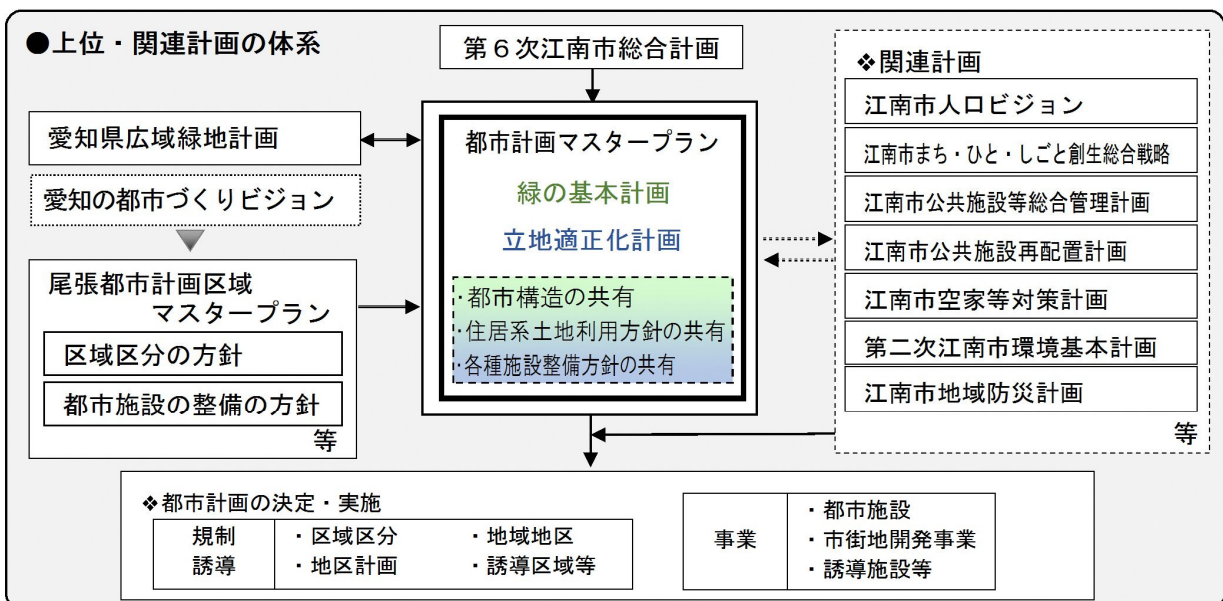 ●上位・関連計画の体系
第6次江南市総合計画
愛知県広域緑地計画
愛知の都市づくりビジョン
尾張都市計画区域
マスタープラン
区域区分の方針
都市施設の整備の方針
等
都市計画マスタープラン
緑の基本計画
立地適正化計画
・都市構造の共有
・住居系土地利用方針の共有
・各種施設整備方針の共有
❖関連計画
江南市人口ビジョン
江南市まち・ひと・しごと創生総合戦略
江南市公共施設等総合管理計画
江南市公共施設再配置計画
江南市空家等対策計画
第二次江南市環境基本計画
江南市地域防災計画
等
❖都市計画の決定・実施
規制
誘導
・区域区分 ・地域地区
・地区計画 ・誘導区域等
事業
・都市施設
・市街地開発事業
・誘導施設等